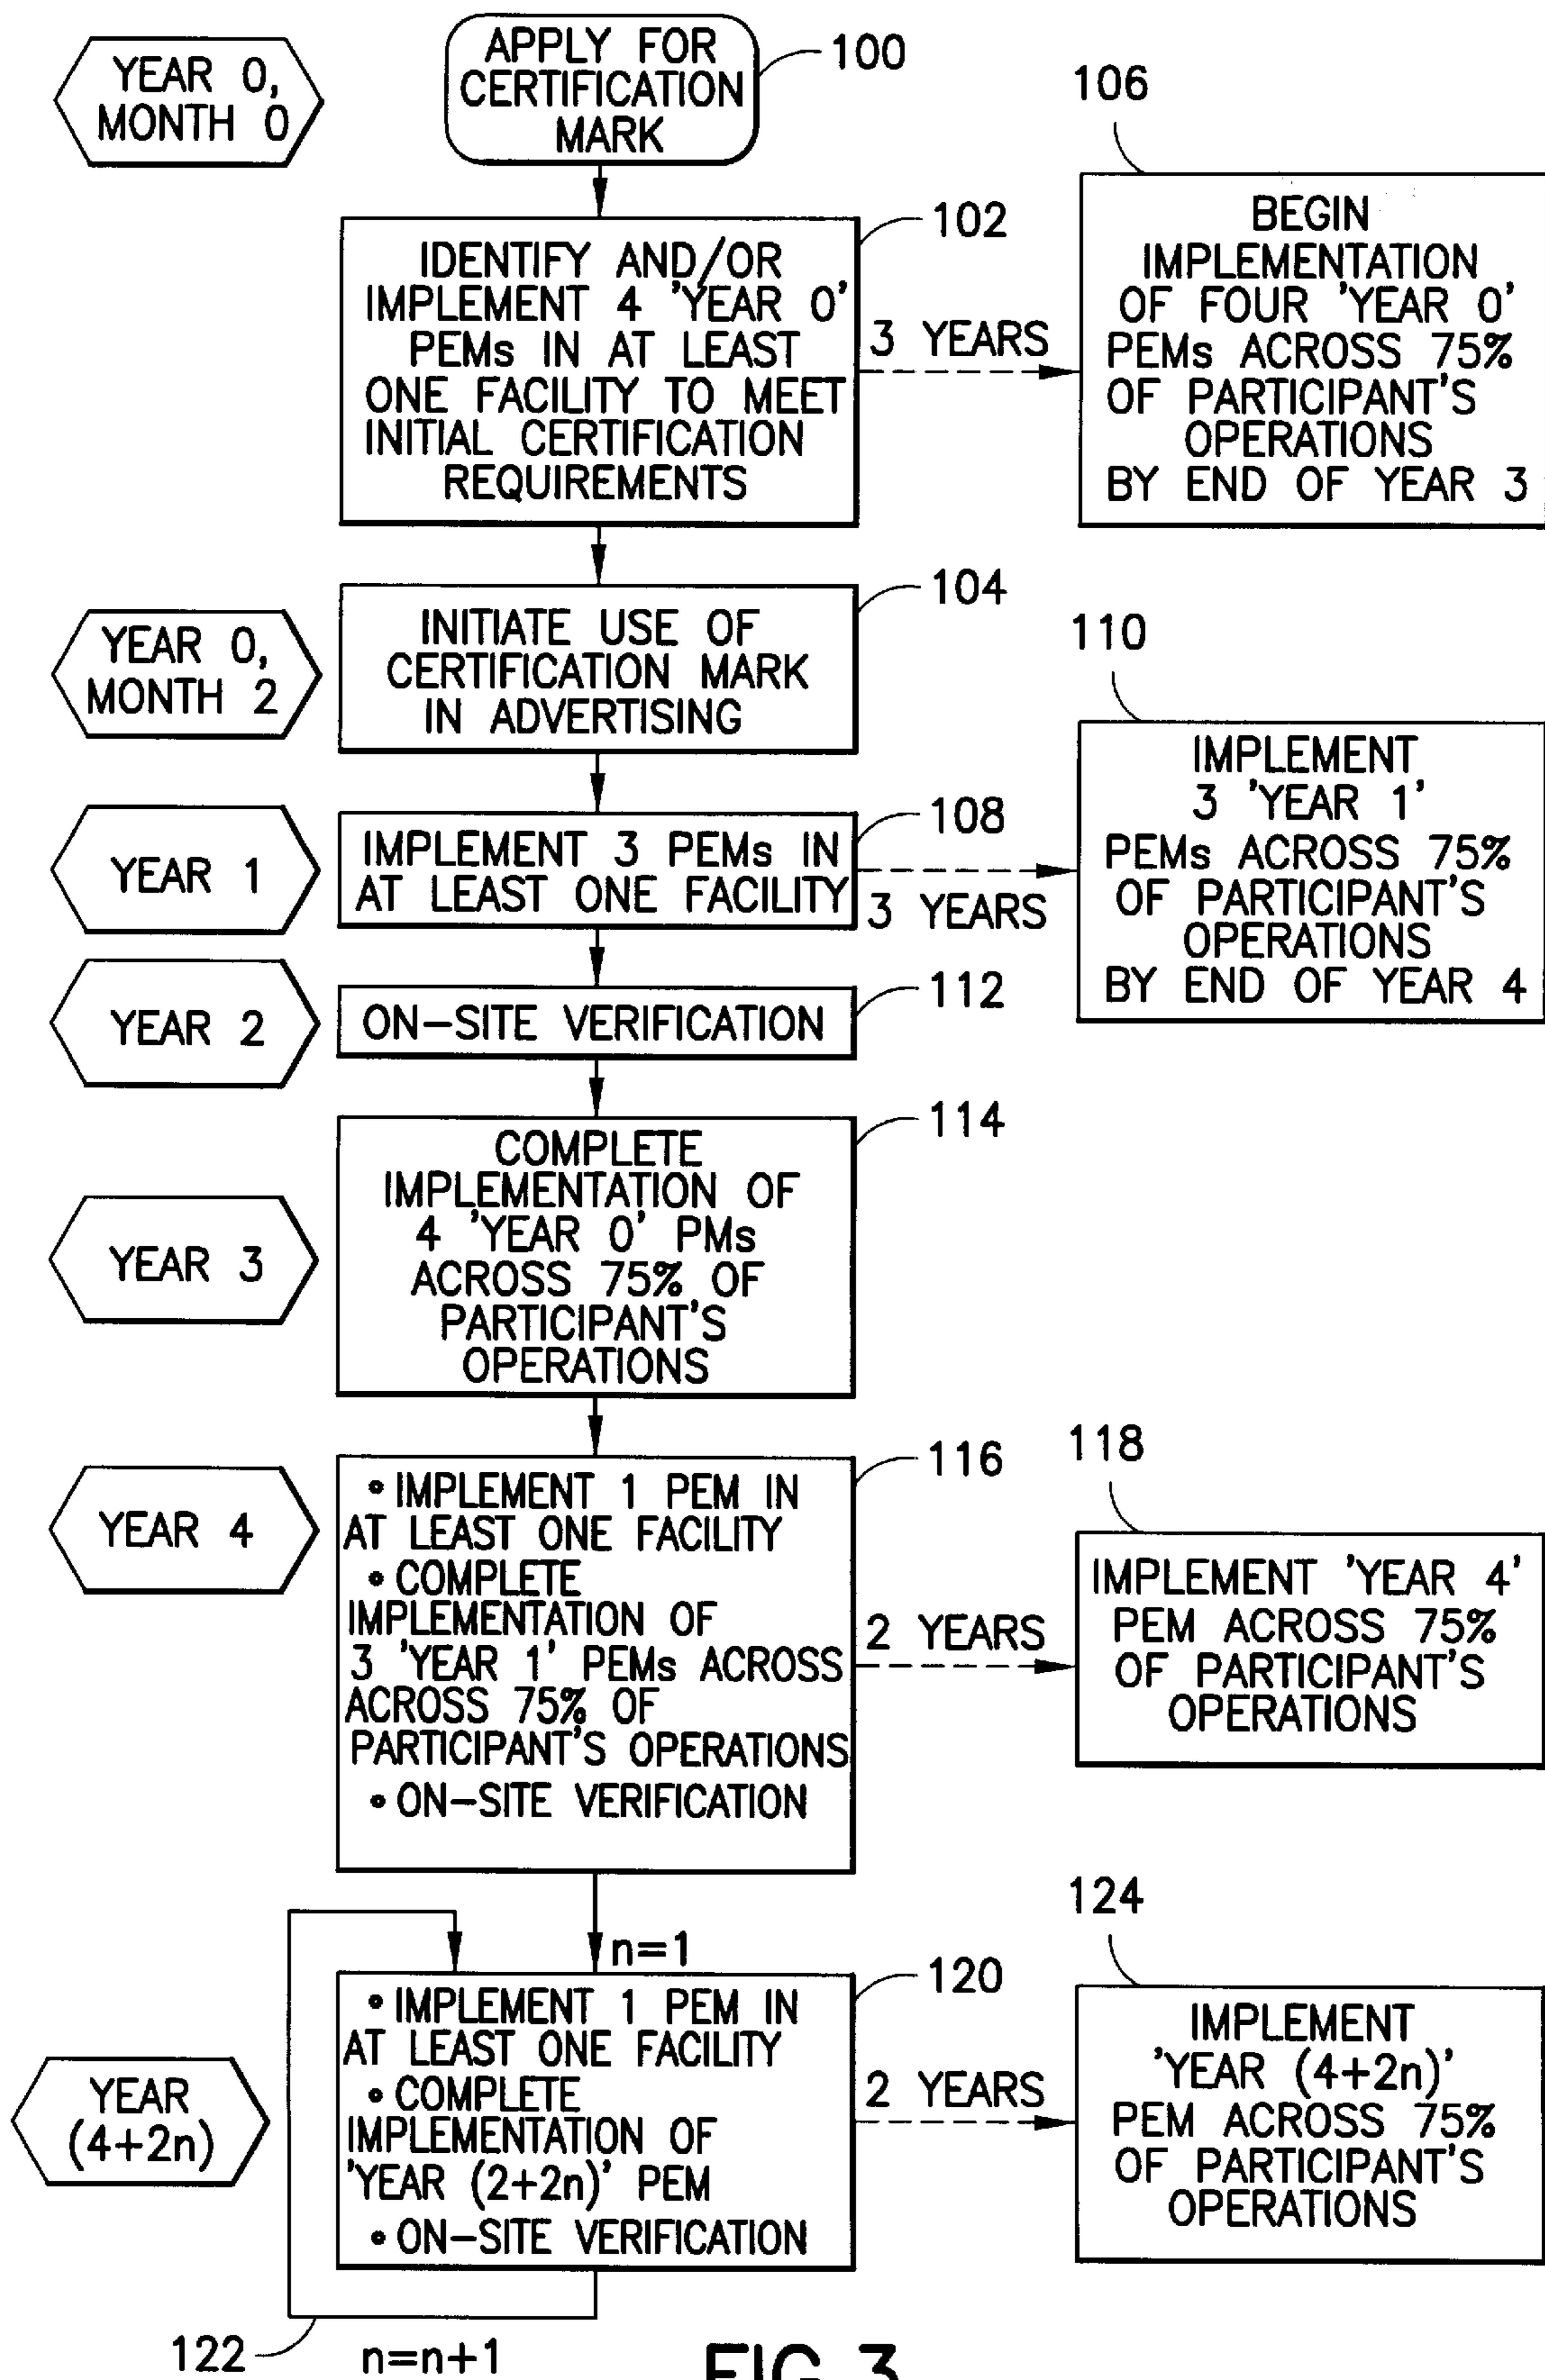 YEAR 0,
MONTH 0
APPLY FOR
CERTIFICATION
MARK
100
102
IDENTIFY AND/OR
IMPLEMENT 4 'YEAR 0'
PEMs IN AT LEAST
ONE FACILITY TO MEET
INITIAL CERTIFICATION
REQUIREMENTS
3 YEARS
106
BEGIN
IMPLEMENTATION
OF FOUR 'YEAR 0'
PEMs ACROSS 75%
OF PARTICIPANT'S
OPERATIONS
BY END OF YEAR 3
YEAR 0,
MONTH 2
104
INITIATE USE OF
CERTIFICATION MARK
IN ADVERTISING
YEAR 1
108
IMPLEMENT 3 PEMs IN
AT LEAST ONE FACILITY
3 YEARS
110
IMPLEMENT
3 'YEAR 1'
PEMs ACROSS 75%
OF PARTICIPANT'S
OPERATIONS
BY END OF YEAR 4
YEAR 2
112
ON-SITE VERIFICATION
YEAR 3
114
COMPLETE
IMPLEMENTATION OF
4 'YEAR 0' PMs
ACROSS 75% OF
PARTICIPANT'S
OPERATIONS
YEAR 4
116
• IMPLEMENT 1 PEM IN
AT LEAST ONE FACILITY
• COMPLETE
IMPLEMENTATION OF
3 'YEAR 1' PEMs ACROSS
ACROSS 75% OF
PARTICIPANT'S OPERATIONS
• ON-SITE VERIFICATION
2 YEARS
118
IMPLEMENT 'YEAR 4'
PEM ACROSS 75%
OF PARTICIPANT'S
OPERATIONS
n=1
YEAR
(4+2n)
120
• IMPLEMENT 1 PEM IN
AT LEAST ONE FACILITY
• COMPLETE
IMPLEMENTATION OF
'YEAR (2+2n)' PEM
• ON-SITE VERIFICATION
2 YEARS
124
IMPLEMENT
'YEAR (4+2n)'
PEM ACROSS 75%
OF PARTICIPANT'S
OPERATIONS
122
n=n+1
FIG.3